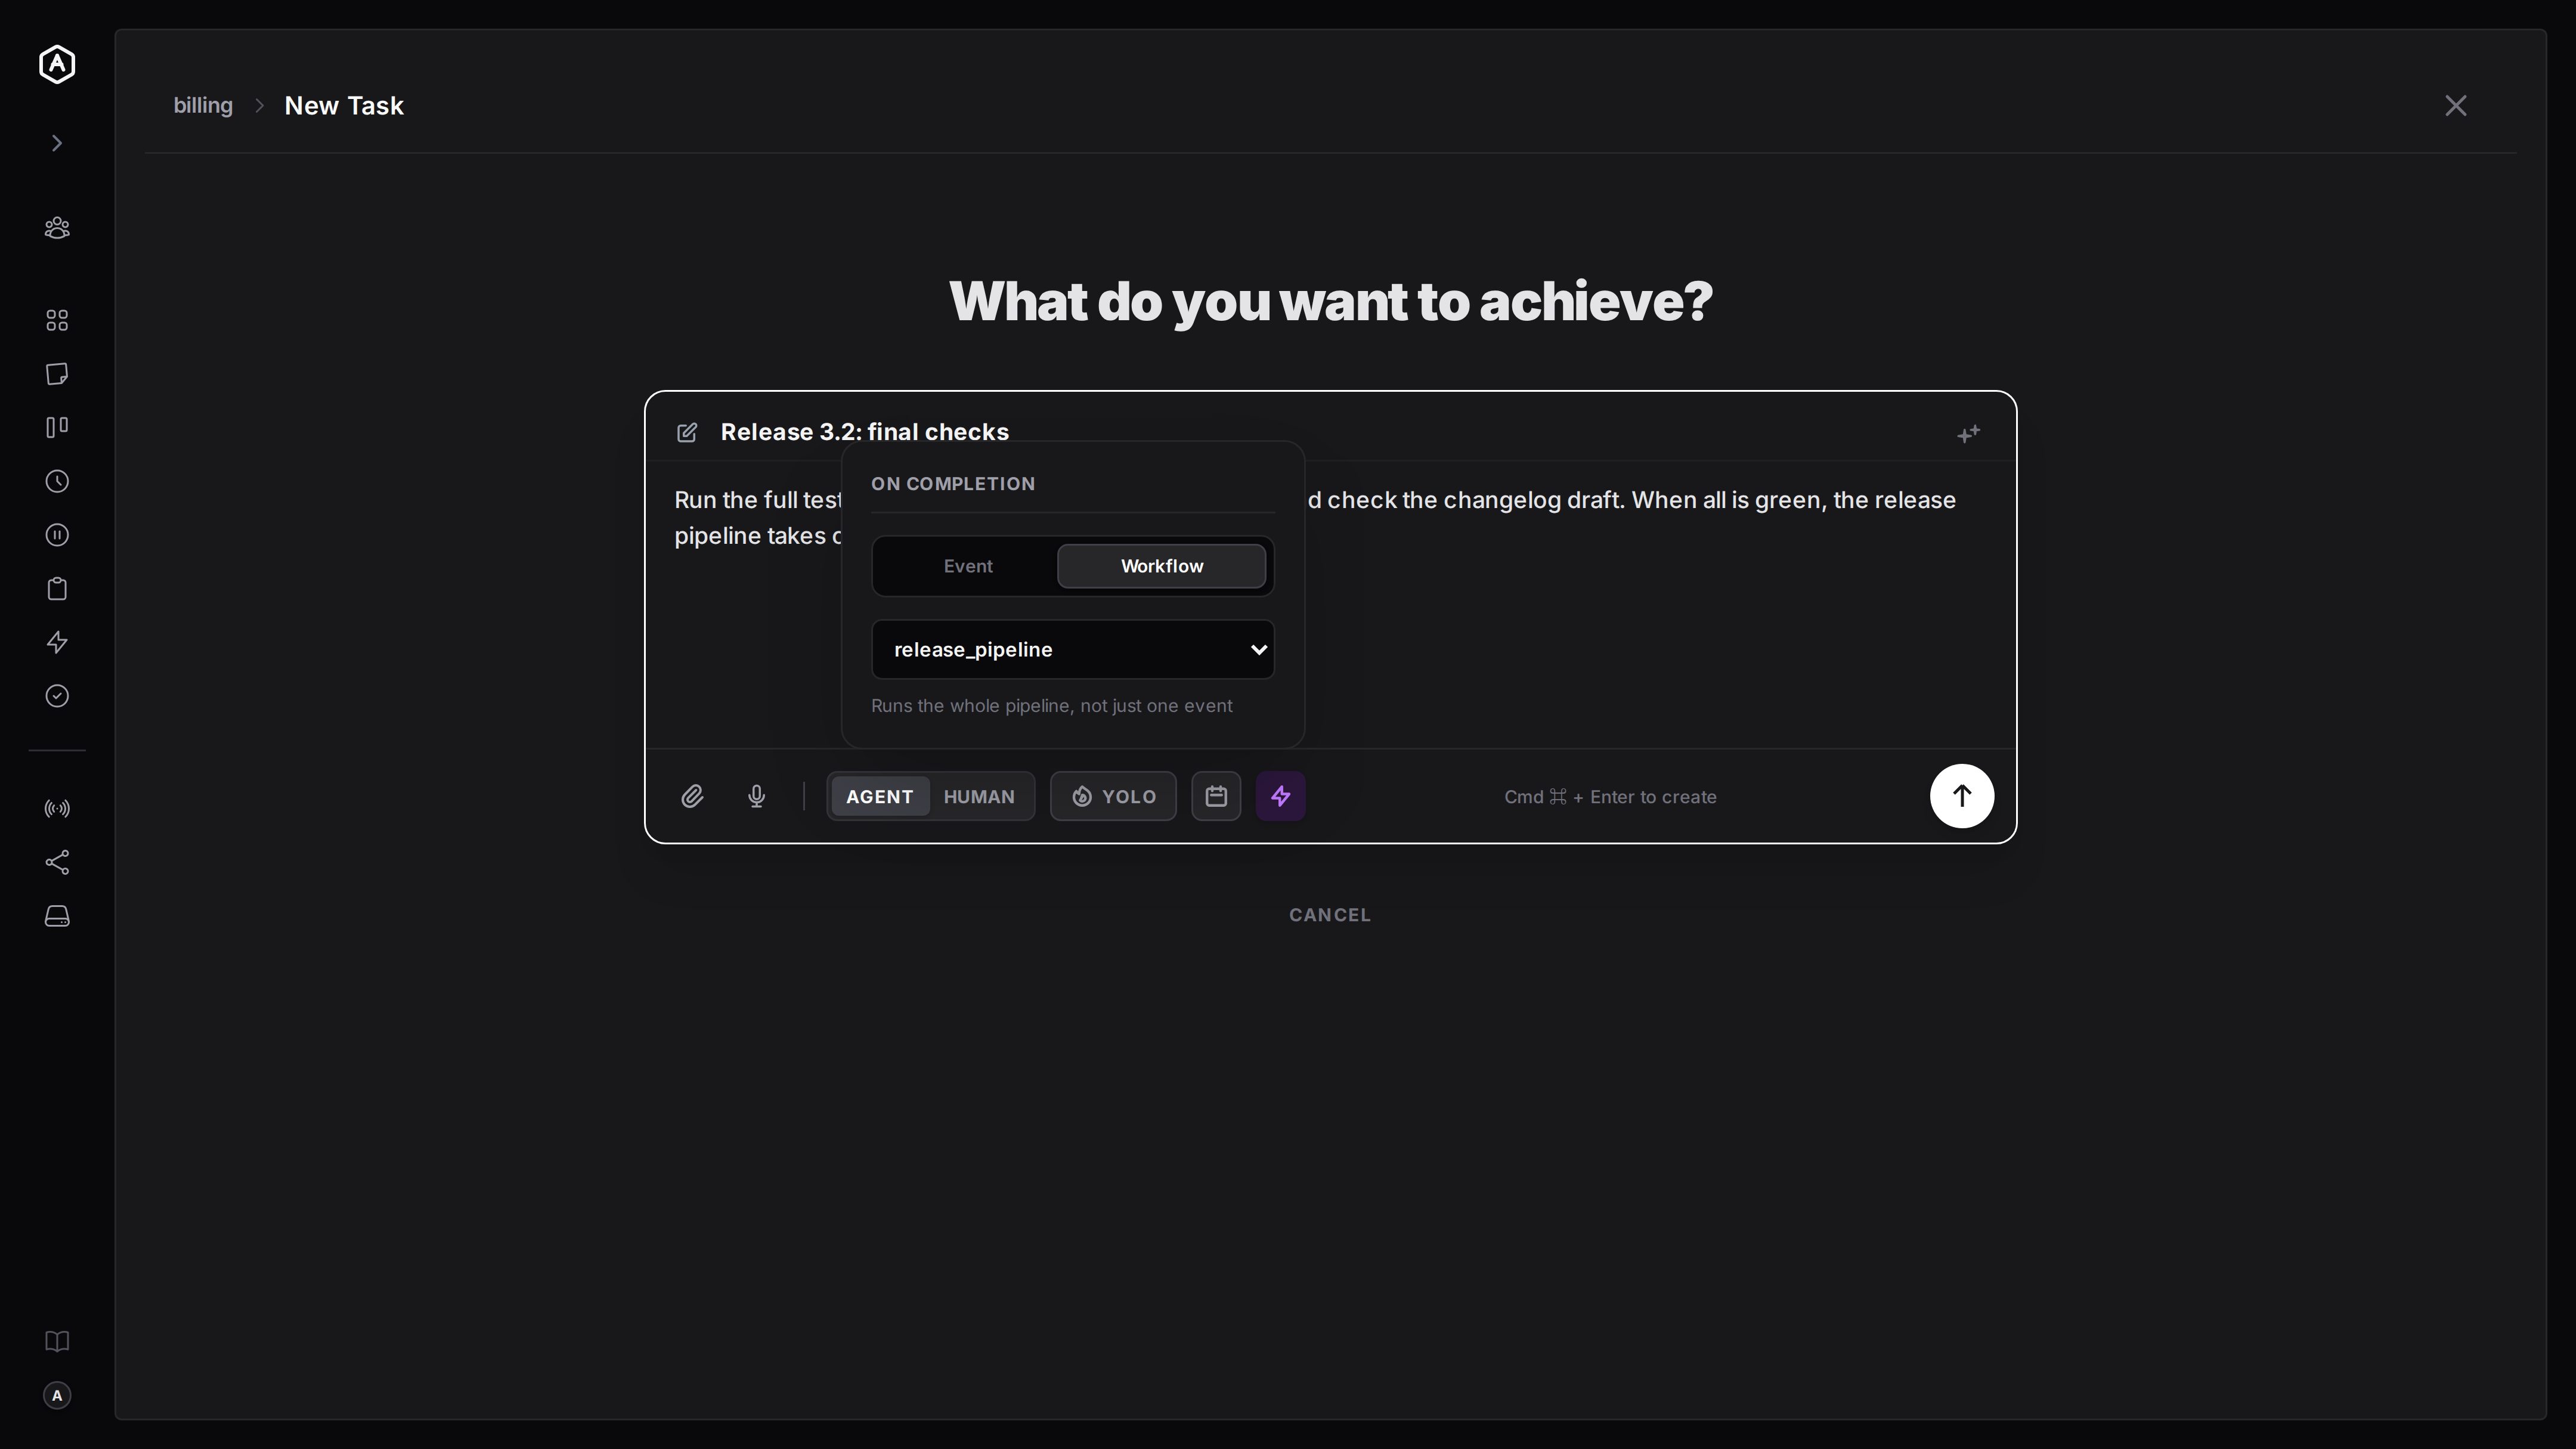 billing
New Task
What do you want to achieve?
Release 3.2: final checks
ON COMPLETION
Run the full test d check the changelog draft. When all is green, the release
pipeline takes
Event
Workflow
release_pipeline
Runs the whole pipeline, not just one event
AGENT
HUMAN
YOLO
Cmd ⌘ + Enter to create
CANCEL
A